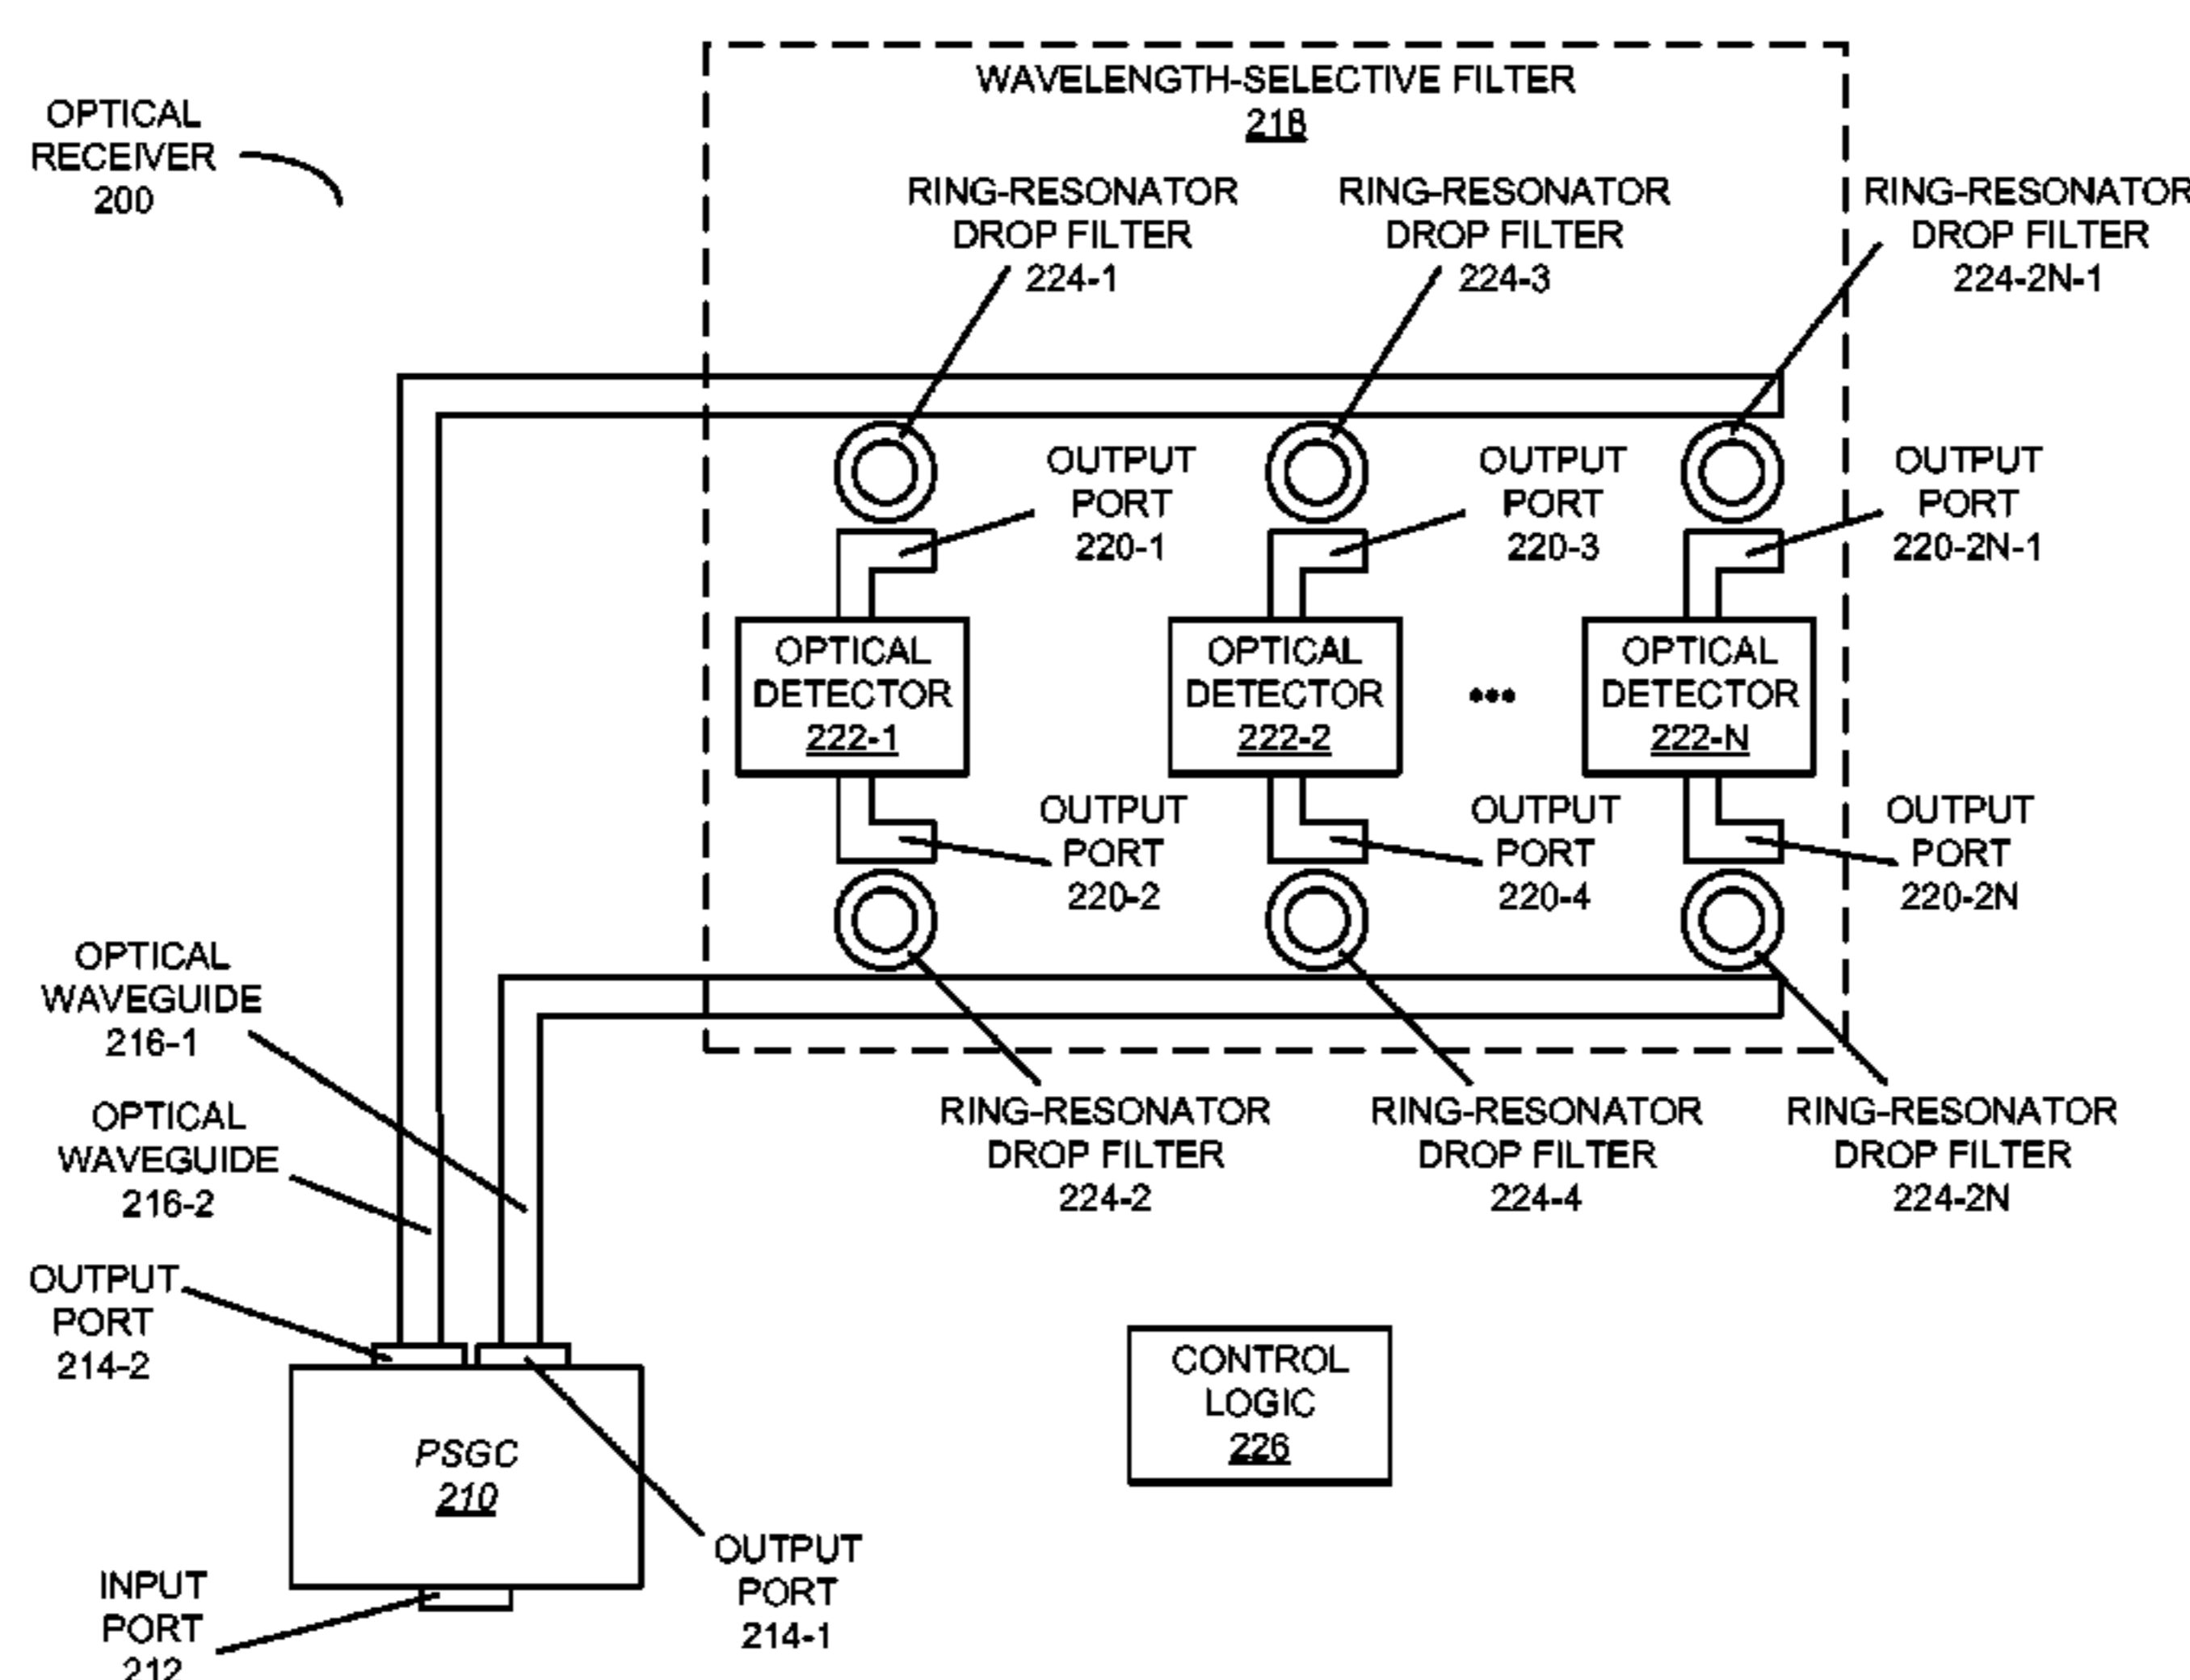 WAVELENGTH-SELECTIVE FILTER
218
OPTICAL
RECEIVER
200
RING-RESONATOR
DROP FILTER
224-1
RING-RESONATOR
DROP FILTER
224-3
RING-RESONATOR
DROP FILTER
224-2N-1
OUTPUT
PORT
220-1
OUTPUT
PORT
220-3
OUTPUT
PORT
220-2N-1
OPTICAL
DETECTOR
222-1
OPTICAL
DETECTOR
222-2
•••
OPTICAL
DETECTOR
222-N
OUTPUT
PORT
220-2
OUTPUT
PORT
220-4
OUTPUT
PORT
220-2N
OPTICAL
WAVEGUIDE
216-1
OPTICAL
WAVEGUIDE
216-2
RING-RESONATOR
DROP FILTER
224-2
RING-RESONATOR
DROP FILTER
224-4
RING-RESONATOR
DROP FILTER
224-2N
OUTPUT
PORT
214-2
PSGC
210
CONTROL
LOGIC
226
OUTPUT
PORT
214-1
INPUT
PORT
212